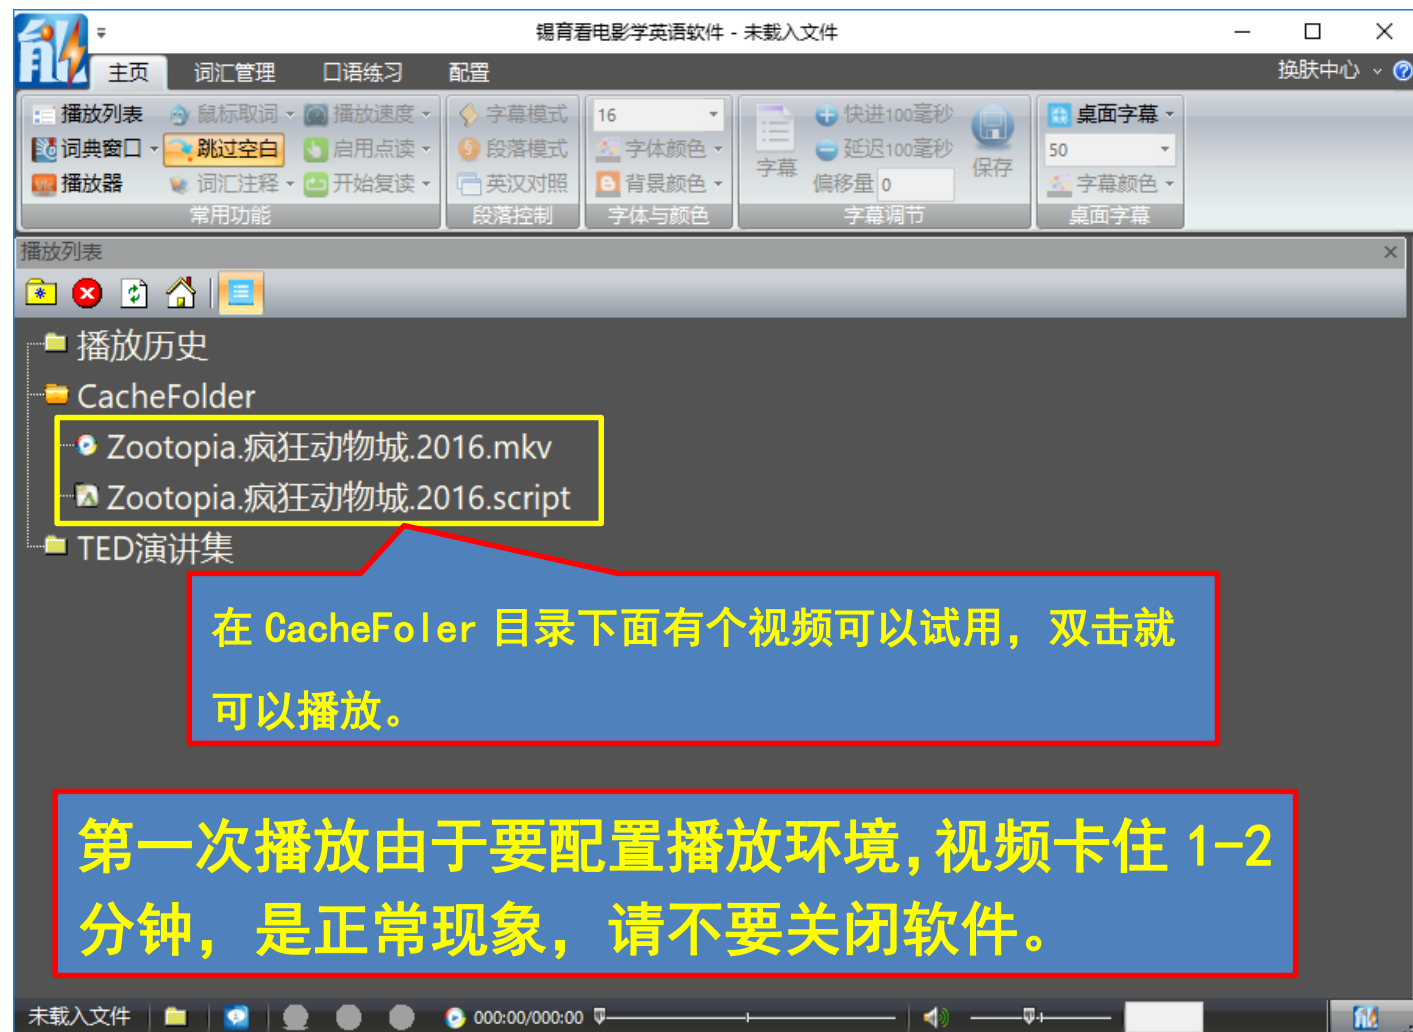 锡育看电影学英语软件 - 未载入文件
主页 词汇管理 口语练习 配置 换肤中心
播放列表 鼠标取词 播放速度 字幕模式 16 快进100毫秒 桌面字幕
词典窗口 跳过空白 启用点读 段落模式 字体颜色 字幕 延迟100毫秒 保存 50
播放器 词汇注释 开始复读 英汉对照 背景颜色 偏移量 0 字幕颜色
常用功能 段落控制 字体与颜色 字幕调节 桌面字幕
播放列表
播放历史
CacheFolder
Zootopia.疯狂动物城.2016.mkv
Zootopia.疯狂动物城.2016.script
TED演讲集
在 CacheFoler 目录下面有个视频可以试用，双击就
可以播放。
第一次播放由于要配置播放环境,视频卡住 1-2
分钟，是正常现象，请不要关闭软件。
未载入文件 000:00/000:00